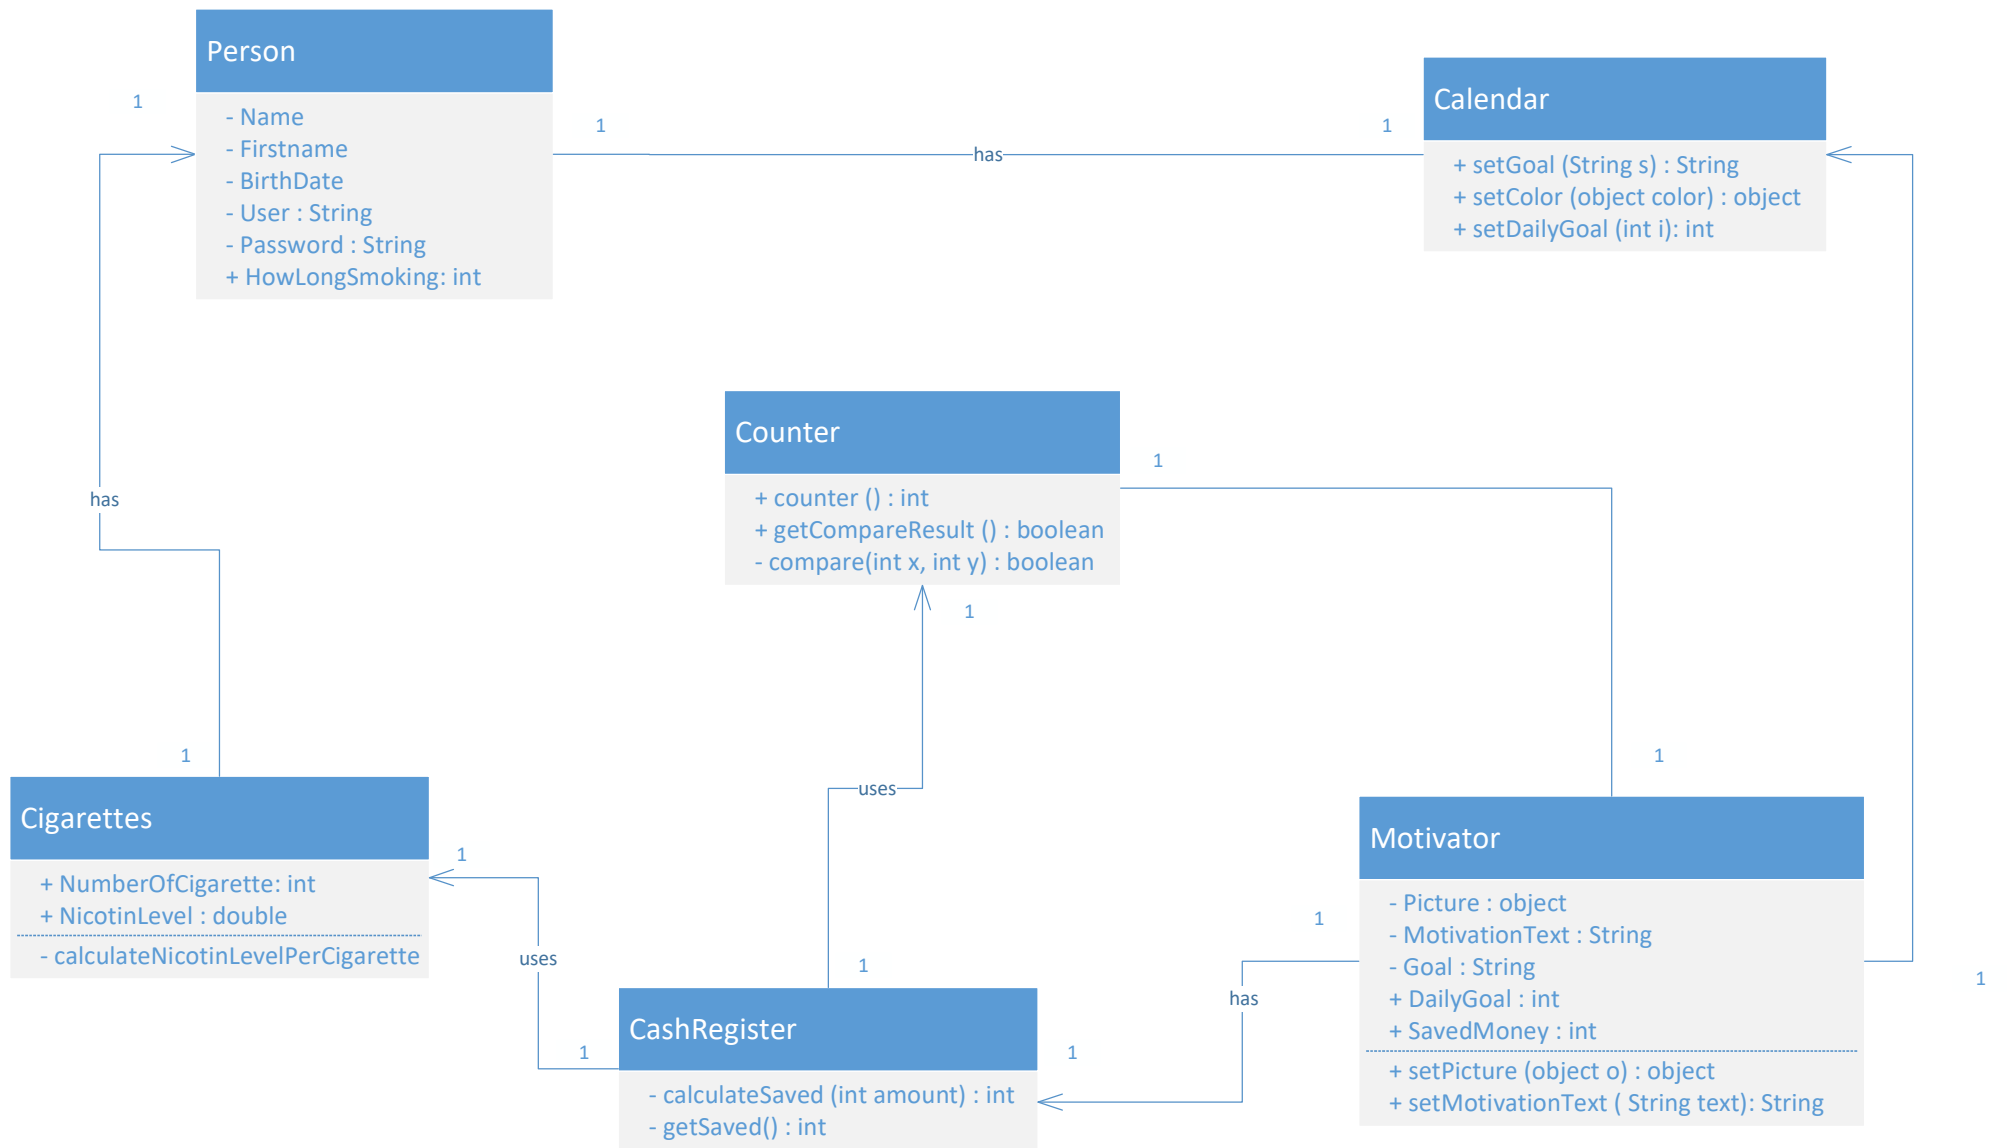 Person
1
- Name
- Firstname
- BirthDate
- User : String
- Password : String
+ HowLongSmoking: int
1
has
1
Calendar
+ setGoal (String s) : String
+ setColor (object color) : object
+ setDailyGoal (int i): int
Counter
+ counter () : int
+ getCompareResult () : boolean
- compare(int x, int y) : boolean
1
1
has
1
Cigarettes
+ NumberOfCigarette: int
+ NicotinLevel : double
- calculateNicotinLevelPerCigarette
1
uses
1
uses
1
CashRegister
- calculateSaved (int amount) : int
- getSaved() : int
1
has
1
1
Motivator
- Picture : object
- MotivationText : String
- Goal : String
+ DailyGoal : int
+ SavedMoney : int
+ setPicture (object o) : object
+ setMotivationText ( String text): String
1